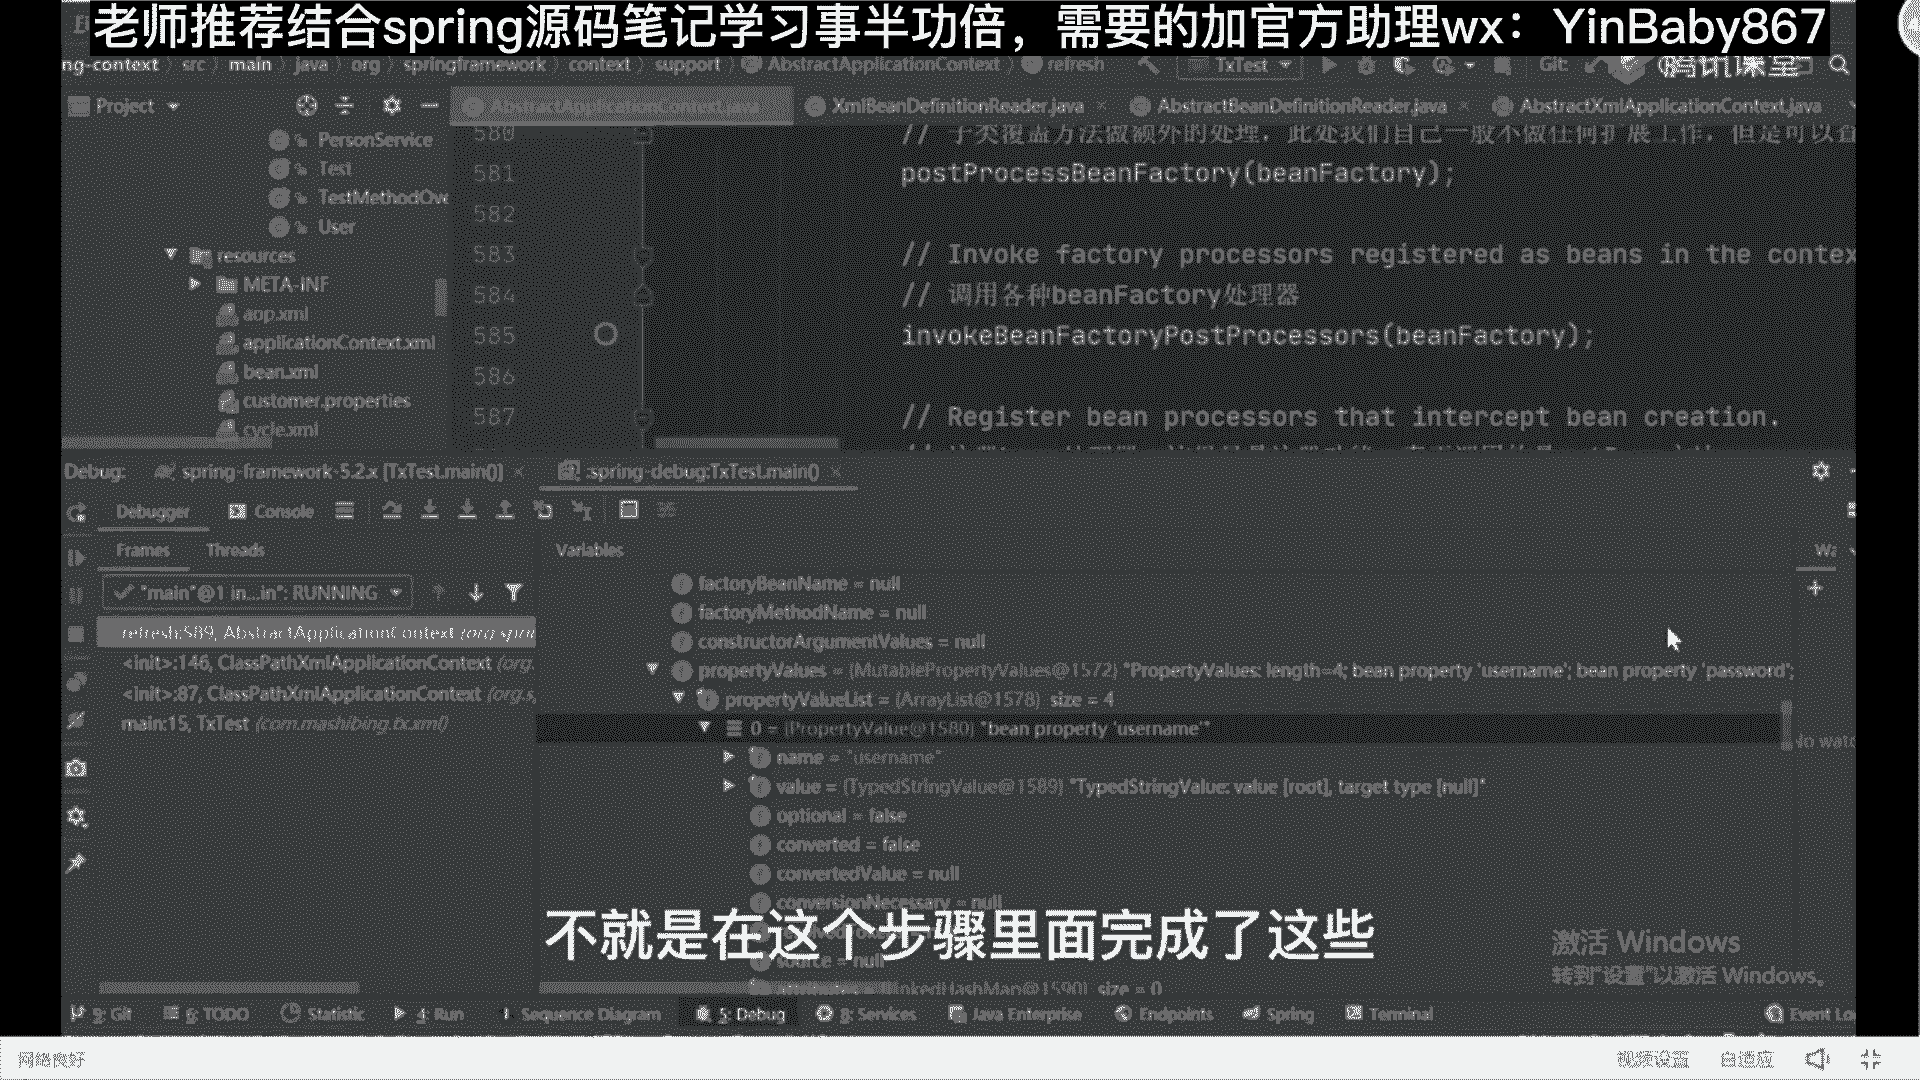 老师推荐结合spring源码笔记学习事半功倍，需要的加官方助理wx：YinBaby867
ng-context src main java org springframework context support AbstractApplicationContext refresh TxTest Git: 腾讯课堂
Project AbstractApplicationContext.java XmlBeanDefinitionReader.java AbstractBeanDefinitionReader.java AbstractXmlApplicationContext.java
PersonService
Test
TestMethodOve
User
resources
META-INF
aop.xml
applicationContext.xml
bean.xml
customer.properties
cycle.xml
580 // 子类覆盖方法做额外的处理，此处我们自己一般不做任何扩展工作，但是可以
581 postProcessBeanFactory(beanFactory);
582
583 // Invoke factory processors registered as beans in the contex
584 // 调用各种beanFactory处理器
585 invokeBeanFactoryPostProcessors(beanFactory);
586
587 // Register bean processors that intercept bean creation.
Debug: spring-framework-5.2.x [TxTest.main()] :spring-debug:TxTest.main()
Debugger Console
Frames Threads Variables
"main"@1 in...in": RUNNING
refresh:589, AbstractApplicationContext (org.sprin
<init>:146, ClassPathXmlApplicationContext (org.
<init>:87, ClassPathXmlApplicationContext (org.s
main:15, TxTest (com.mashibing.tx.xml)
factoryBeanName = null
factoryMethodName = null
constructorArgumentValues = null
propertyValues = {MutablePropertyValues@1572} "PropertyValues: length=4; bean property 'username'; bean property 'password';
propertyValueList = {ArrayList@1578} size = 4
0 = {PropertyValue@1580} "bean property 'username'"
name = "username"
value = {TypedStringValue@1589} "TypedStringValue: value [root], target type [null]"
optional = false
converted = false
convertedValue = null
conversionNecessary = null
source = null
size = 0
不就是在这个步骤里面完成了这些
激活 Windows
转到"设置"以激活 Windows。
9: Git 6: TODO Statistic 4: Run Sequence Diagram 5: Debug 8: Services Java Enterprise Endpoints Spring Terminal Event Lo
网络良好 视频设置 自适应